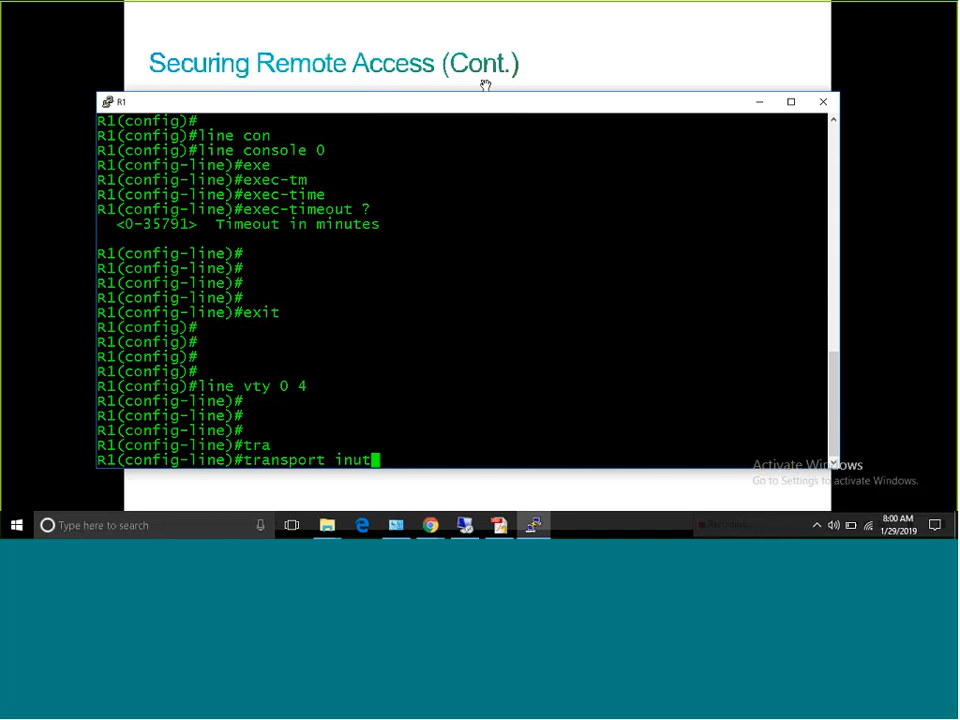 Securing Remote Access (Cont.)
R1
R1(config)#
R1(config)#line con
R1(config)#line console 0
R1(config-line)#exe
R1(config-line)#exec-tm
R1(config-line)#exec-time
R1(config-line)#exec-timeout ?
<0-35791>  Timeout in minutes
R1(config-line)#
R1(config-line)#
R1(config-line)#
R1(config-line)#
R1(config-line)#exit
R1(config)#
R1(config)#
R1(config)#
R1(config)#
R1(config)#line vty 0 4
R1(config-line)#
R1(config-line)#
R1(config-line)#
R1(config-line)#tra
R1(config-line)#transport inut
Activate Windows
Go to Settings to activate Windows.
Type here to search
8:00 AM
1/29/2019